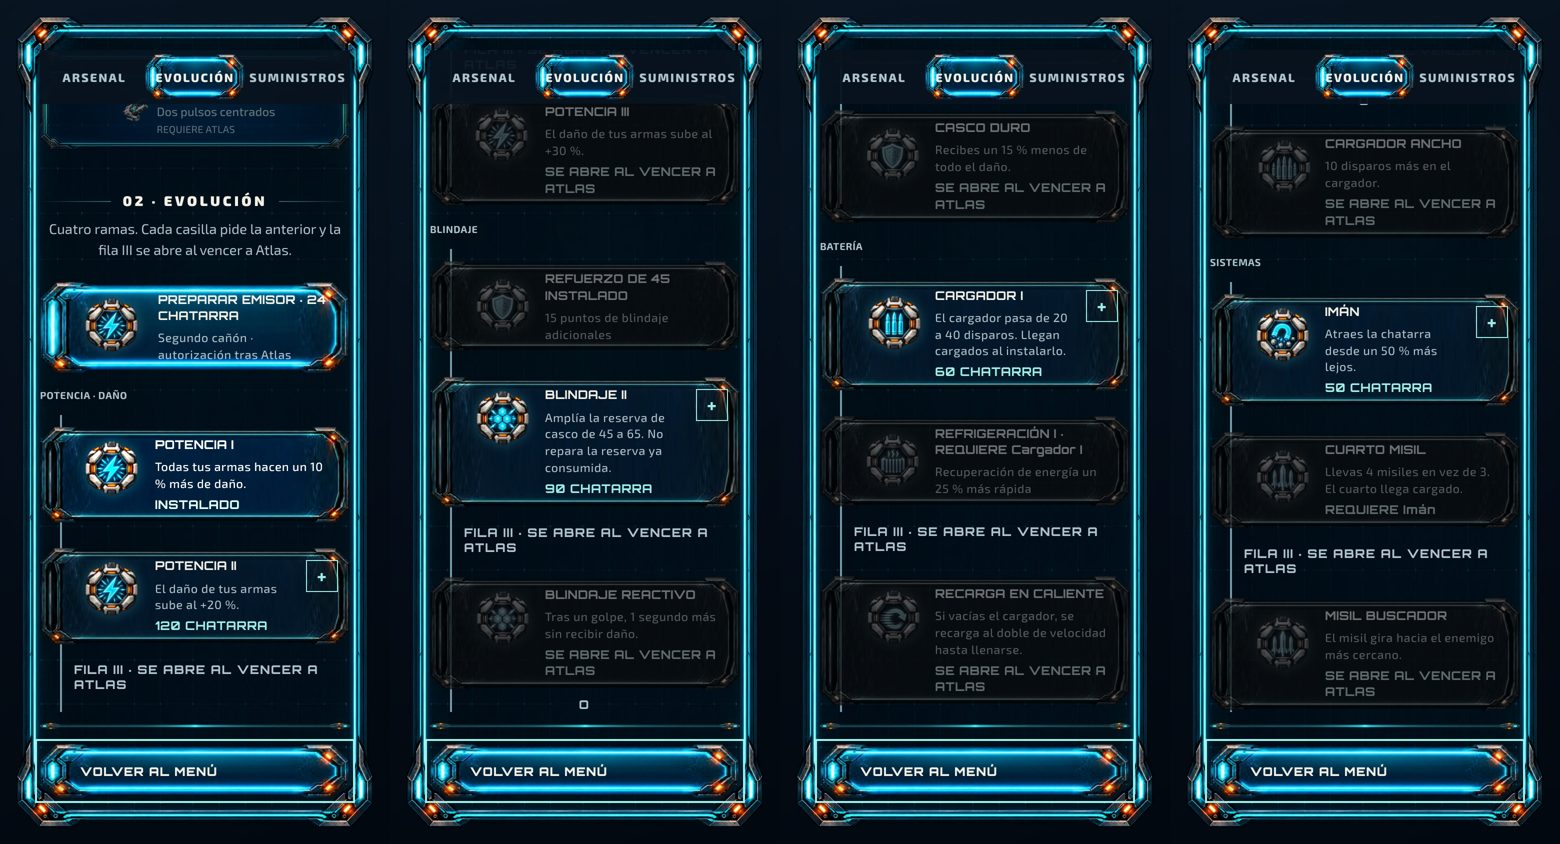 ARSENAL
EVOLUCIÓN
SUMINISTROS
Dos pulsos centrados
REQUIERE ATLAS
02 · EVOLUCIÓN
Cuatro ramas. Cada casilla pide la anterior y la
fila III se abre al vencer a Atlas.
PREPARAR EMISOR · 24
CHATARRA
Segundo cañón ·
autorización tras Atlas
POTENCIA · DAÑO
POTENCIA I
Todas tus armas hacen un 10
% más de daño.
INSTALADO
POTENCIA II
+
El daño de tus armas
sube al +20 %.
120 CHATARRA
FILA III · SE ABRE AL VENCER A
ATLAS
VOLVER AL MENÚ
ARSENAL
EVOLUCIÓN
SUMINISTROS
POTENCIA III
El daño de tus armas sube al
+30 %.
SE ABRE AL VENCER A
ATLAS
BLINDAJE
REFUERZO DE 45
INSTALADO
15 puntos de blindaje
adicionales
BLINDAJE II
+
Amplía la reserva de
casco de 45 a 65. No
repara la reserva ya
consumida.
90 CHATARRA
FILA III · SE ABRE AL VENCER A
ATLAS
BLINDAJE REACTIVO
Tras un golpe, 1 segundo más
sin recibir daño.
SE ABRE AL VENCER A
ATLAS
O
VOLVER AL MENÚ
ARSENAL
EVOLUCIÓN
SUMINISTROS
CASCO DURO
Recibes un 15 % menos de
todo el daño.
SE ABRE AL VENCER A
ATLAS
BATERÍA
CARGADOR I
+
El cargador pasa de 20
a 40 disparos. Llegan
cargados al instalarlo.
60 CHATARRA
REFRIGERACIÓN I ·
REQUIERE Cargador I
Recuperación de energía un
25 % más rápida
FILA III · SE ABRE AL VENCER A
ATLAS
RECARGA EN CALIENTE
Si vacías el cargador, se
recarga al doble de velocidad
hasta llenarse.
SE ABRE AL VENCER A
ATLAS
VOLVER AL MENÚ
ARSENAL
EVOLUCIÓN
SUMINISTROS
CARGADOR ANCHO
10 disparos más en el
cargador.
SE ABRE AL VENCER A
ATLAS
SISTEMAS
IMÁN
+
Atraes la chatarra
desde un 50 % más
lejos.
50 CHATARRA
CUARTO MISIL
Llevas 4 misiles en vez de 3.
El cuarto llega cargado.
REQUIERE Imán
FILA III · SE ABRE AL VENCER A
ATLAS
MISIL BUSCADOR
El misil gira hacia el enemigo
más cercano.
SE ABRE AL VENCER A
ATLAS
VOLVER AL MENÚ